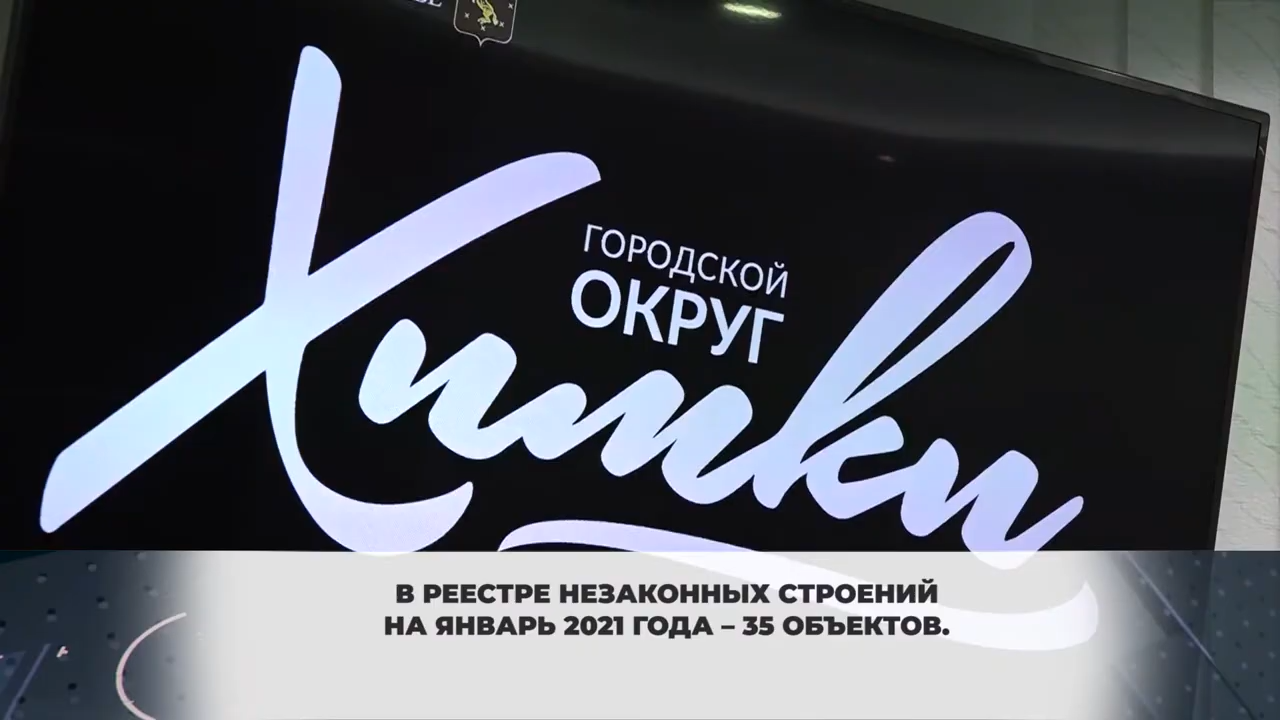 ГОРОДСКОЙ
ОКРУГ
Химки
В РЕЕСТРЕ НЕЗАКОННЫХ СТРОЕНИЙ
НА ЯНВАРЬ 2021 ГОДА – 35 ОБЪЕКТОВ.